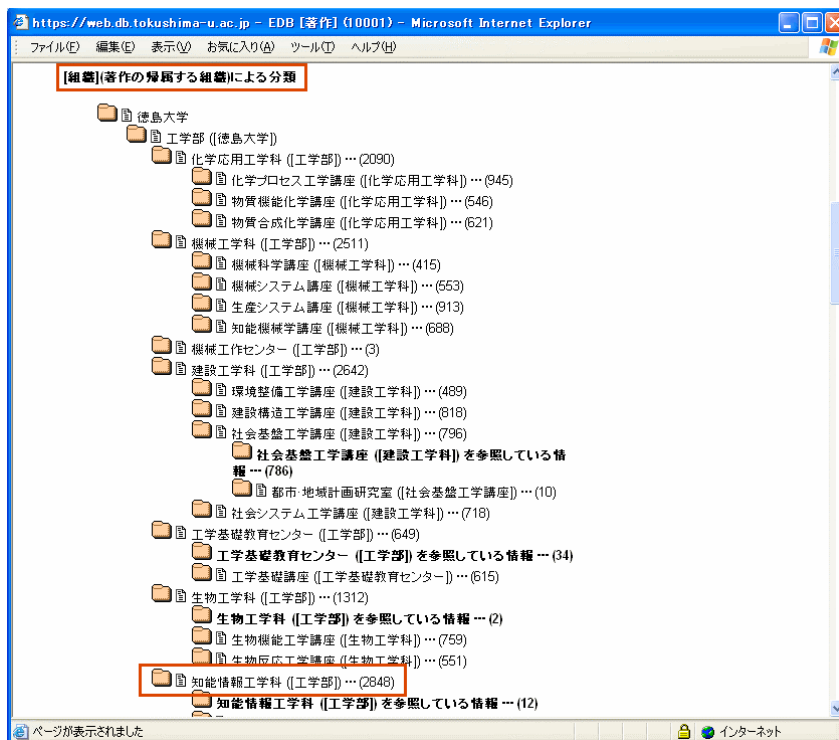 https://web.db.tokushima-u.ac.jp - EDB [著作] (10001) - Microsoft Internet Explorer
ファイル(F) 編集(E) 表示(V) お気に入り(A) ツール(T) ヘルプ(H)
[組織](著作の帰属する組織)による分類
徳島大学
工学部 ([徳島大学])
化学応用工学科 ([工学部]) … (2090)
化学プロセス工学講座 ([化学応用工学科]) … (945)
物質機能化学講座 ([化学応用工学科]) … (546)
物質合成化学講座 ([化学応用工学科]) … (621)
機械工学科 ([工学部]) … (2511)
機械科学講座 ([機械工学科]) … (415)
機械システム講座 ([機械工学科]) … (553)
生産システム講座 ([機械工学科]) … (913)
知能機械学講座 ([機械工学科]) … (688)
機械工作センター ([工学部]) … (3)
建設工学科 ([工学部]) … (2642)
環境整備工学講座 ([建設工学科]) … (489)
建設構造工学講座 ([建設工学科]) … (818)
社会基盤工学講座 ([建設工学科]) … (796)
社会基盤工学講座 ([建設工学科]) を参照している情
報 … (786)
都市·地域計画研究室 ([社会基盤工学講座]) … (10)
社会システム工学講座 ([建設工学科]) … (718)
工学基礎教育センター ([工学部]) … (649)
工学基礎教育センター ([工学部]) を参照している情報 … (34)
工学基礎講座 ([工学基礎教育センター]) … (615)
生物工学科 ([工学部]) … (1312)
生物工学科 ([工学部]) を参照している情報 … (2)
生物機能工学講座 ([生物工学科]) … (759)
生物反応工学講座 ([生物工学科]) … (551)
知能情報工学科 ([工学部]) … (2848)
知能情報工学科 ([工学部]) を参照している情報 … (12)
ページが表示されました インターネット